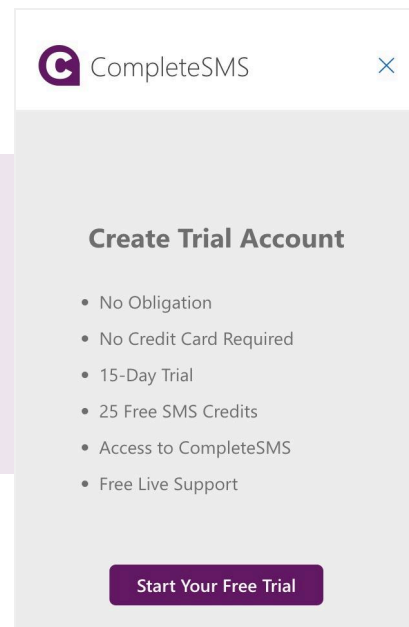 CompleteSMS
Create Trial Account
No Obligation
No Credit Card Required
15-Day Trial
25 Free SMS Credits
Access to CompleteSMS
Free Live Support
Start Your Free Trial